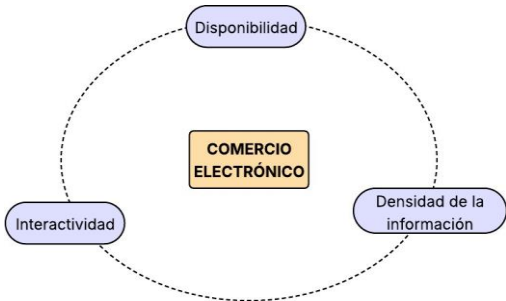 Disponibilidad
COMERCIO
ELECTRÓNICO
Interactividad
Densidad de la
información